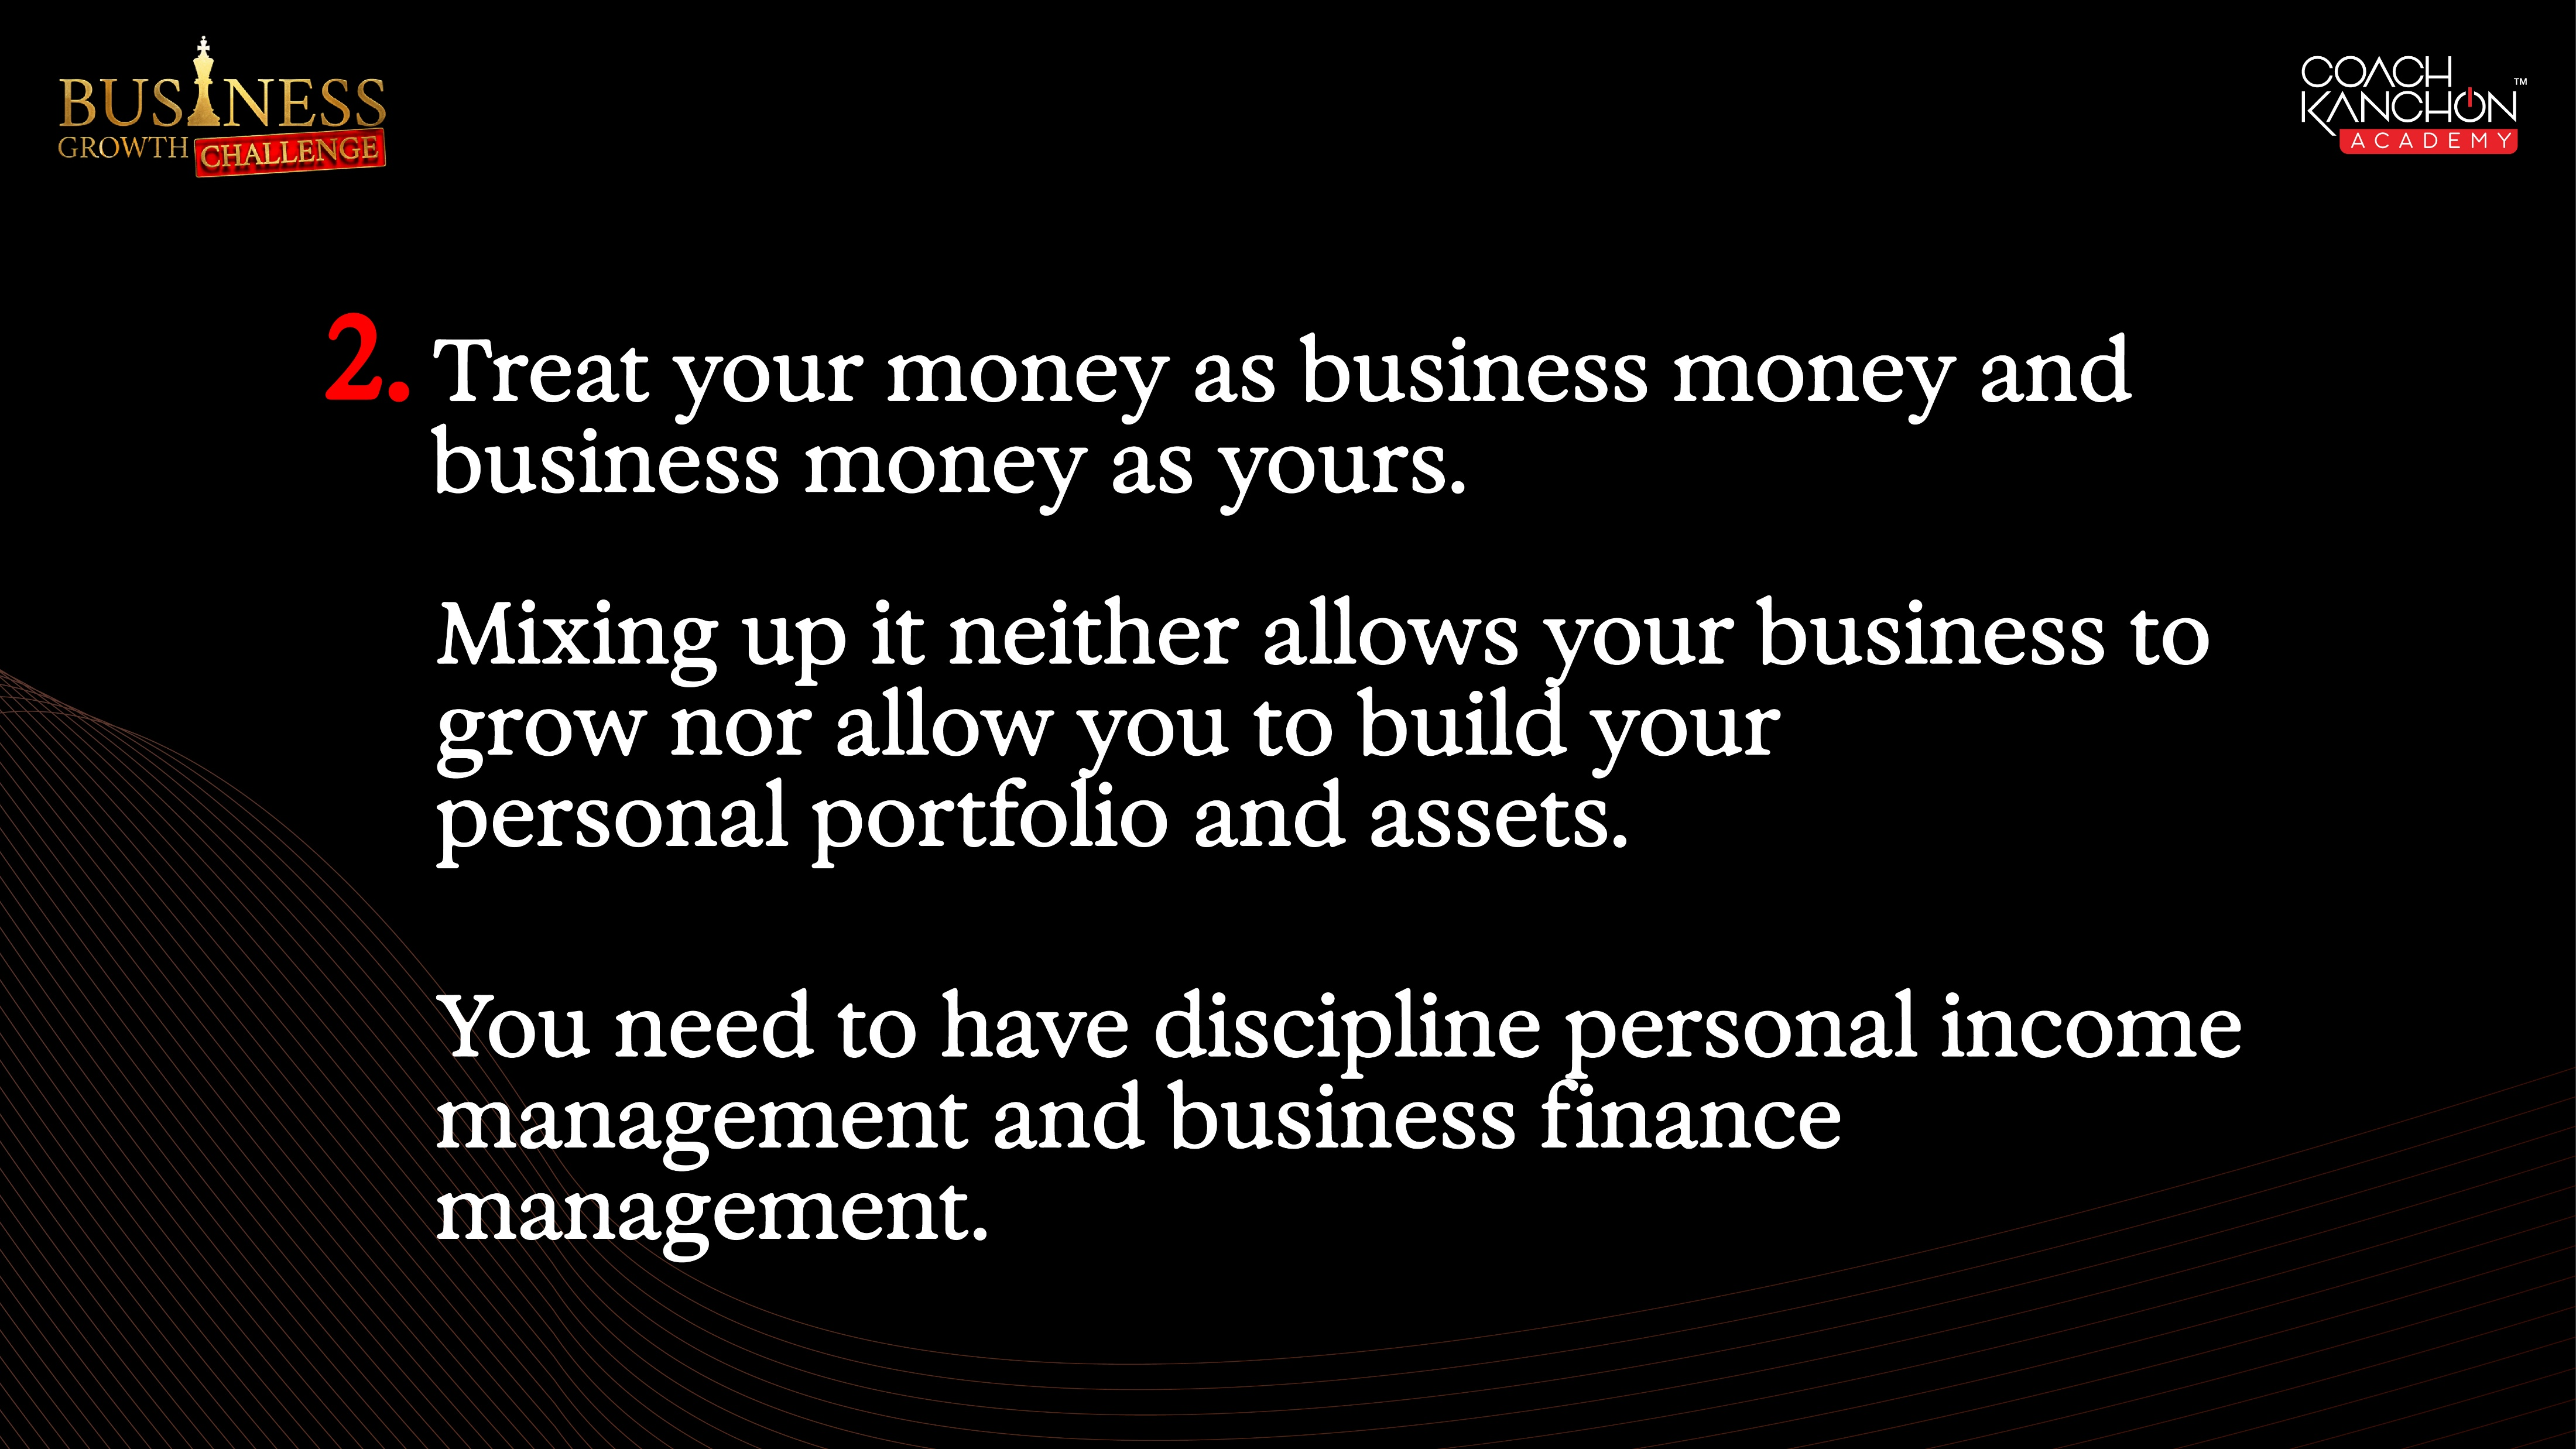 BUSINESS
GROWTH CHALLENGE
COACH
KANCHON™
ACADEMY
2. Treat your money as business money and
business money as yours.
Mixing up it neither allows your business to
grow nor allow you to build your
personal portfolio and assets.
You need to have discipline personal income
management and business finance
management.